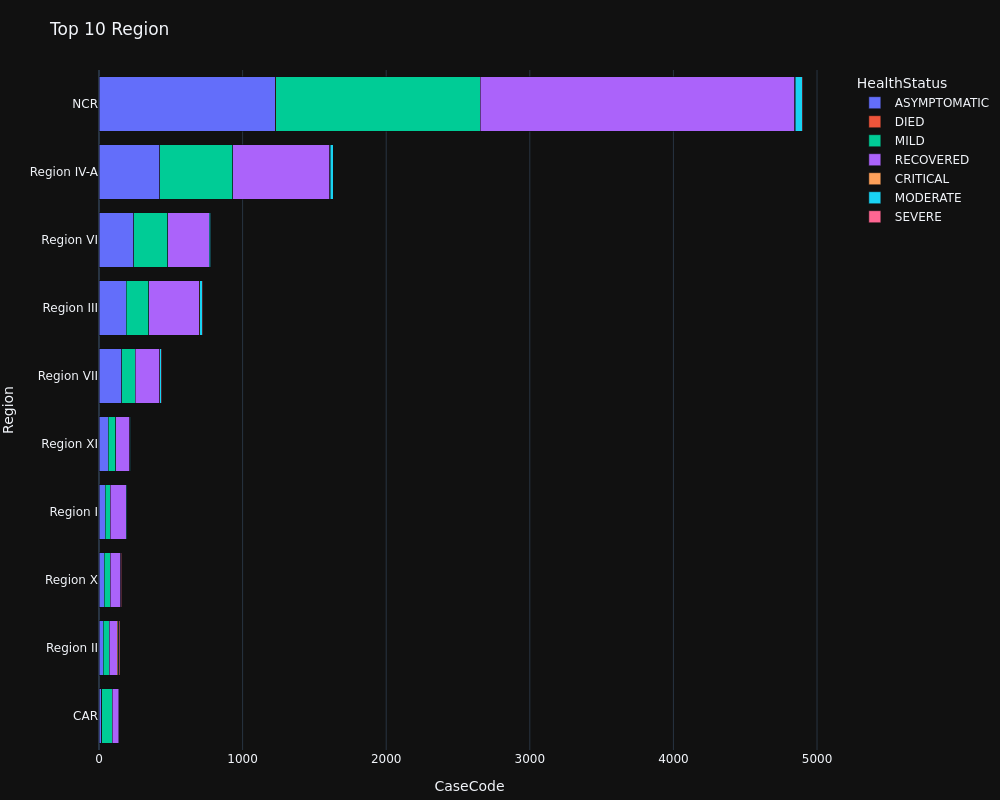 Top 10 Region
HealthStatus
ASYMPTOMATIC
DIED
MILD
RECOVERED
CRITICAL
MODERATE
SEVERE
NCR
Region IV-A
Region VI
Region III
Region VII
Region XI
Region I
Region X
Region II
CAR
Region
0 1000 2000 3000 4000 5000
CaseCode